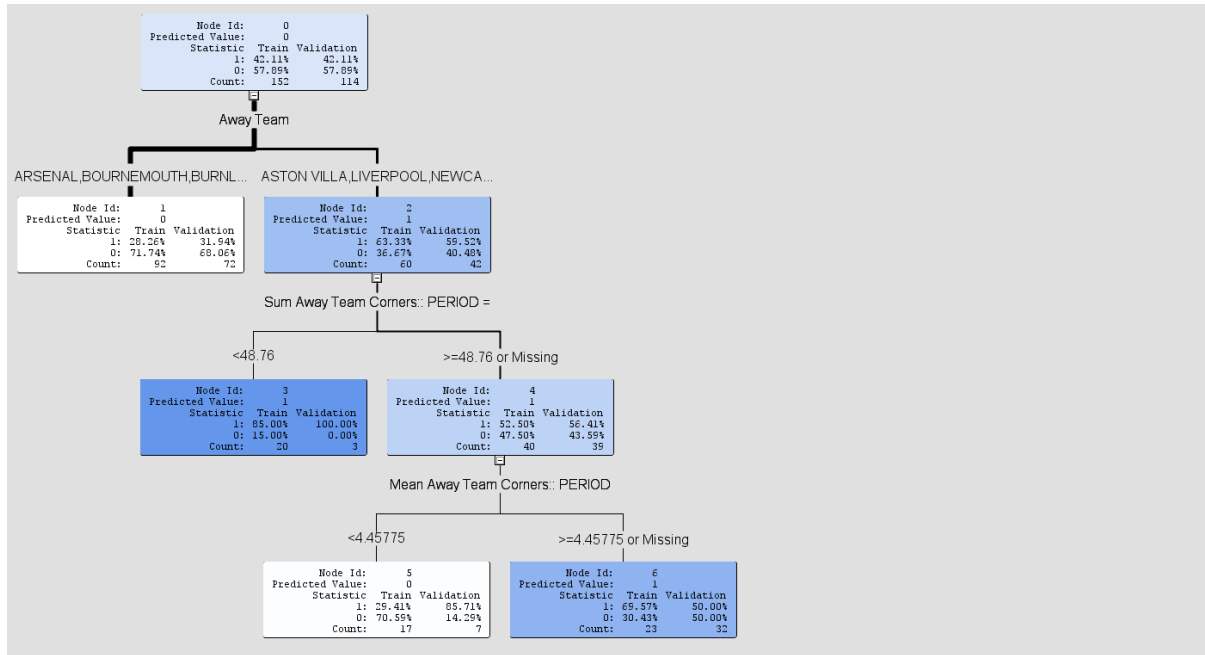 Node Id: 0
Predicted Value: 0
Statistic Train Validation
1: 42.11% 42.11%
0: 57.89% 57.89%
Count: 152 114
Away Team
ARSENAL,BOURNEMOUTH,BURNL... ASTON VILLA,LIVERPOOL,NEWCA...
Node Id: 1
Predicted Value: 0
Statistic Train Validation
1: 28.26% 31.94%
0: 71.74% 68.06%
Count: 92 72
Node Id: 2
Predicted Value: 1
Statistic Train Validation
1: 63.33% 59.52%
0: 36.67% 40.48%
Count: 60 42
Sum Away Team Corners:: PERIOD =
<48.76 >=48.76 or Missing
Node Id: 3
Predicted Value: 1
Statistic Train Validation
1: 85.00% 100.00%
0: 15.00% 0.00%
Count: 20 3
Node Id: 4
Predicted Value: 1
Statistic Train Validation
1: 52.50% 56.41%
0: 47.50% 43.59%
Count: 40 39
Mean Away Team Corners:: PERIOD
<4.45775 >=4.45775 or Missing
Node Id: 5
Predicted Value: 0
Statistic Train Validation
1: 29.41% 85.71%
0: 70.59% 14.29%
Count: 17 7
Node Id: 6
Predicted Value: 1
Statistic Train Validation
1: 69.57% 50.00%
0: 30.43% 50.00%
Count: 23 32